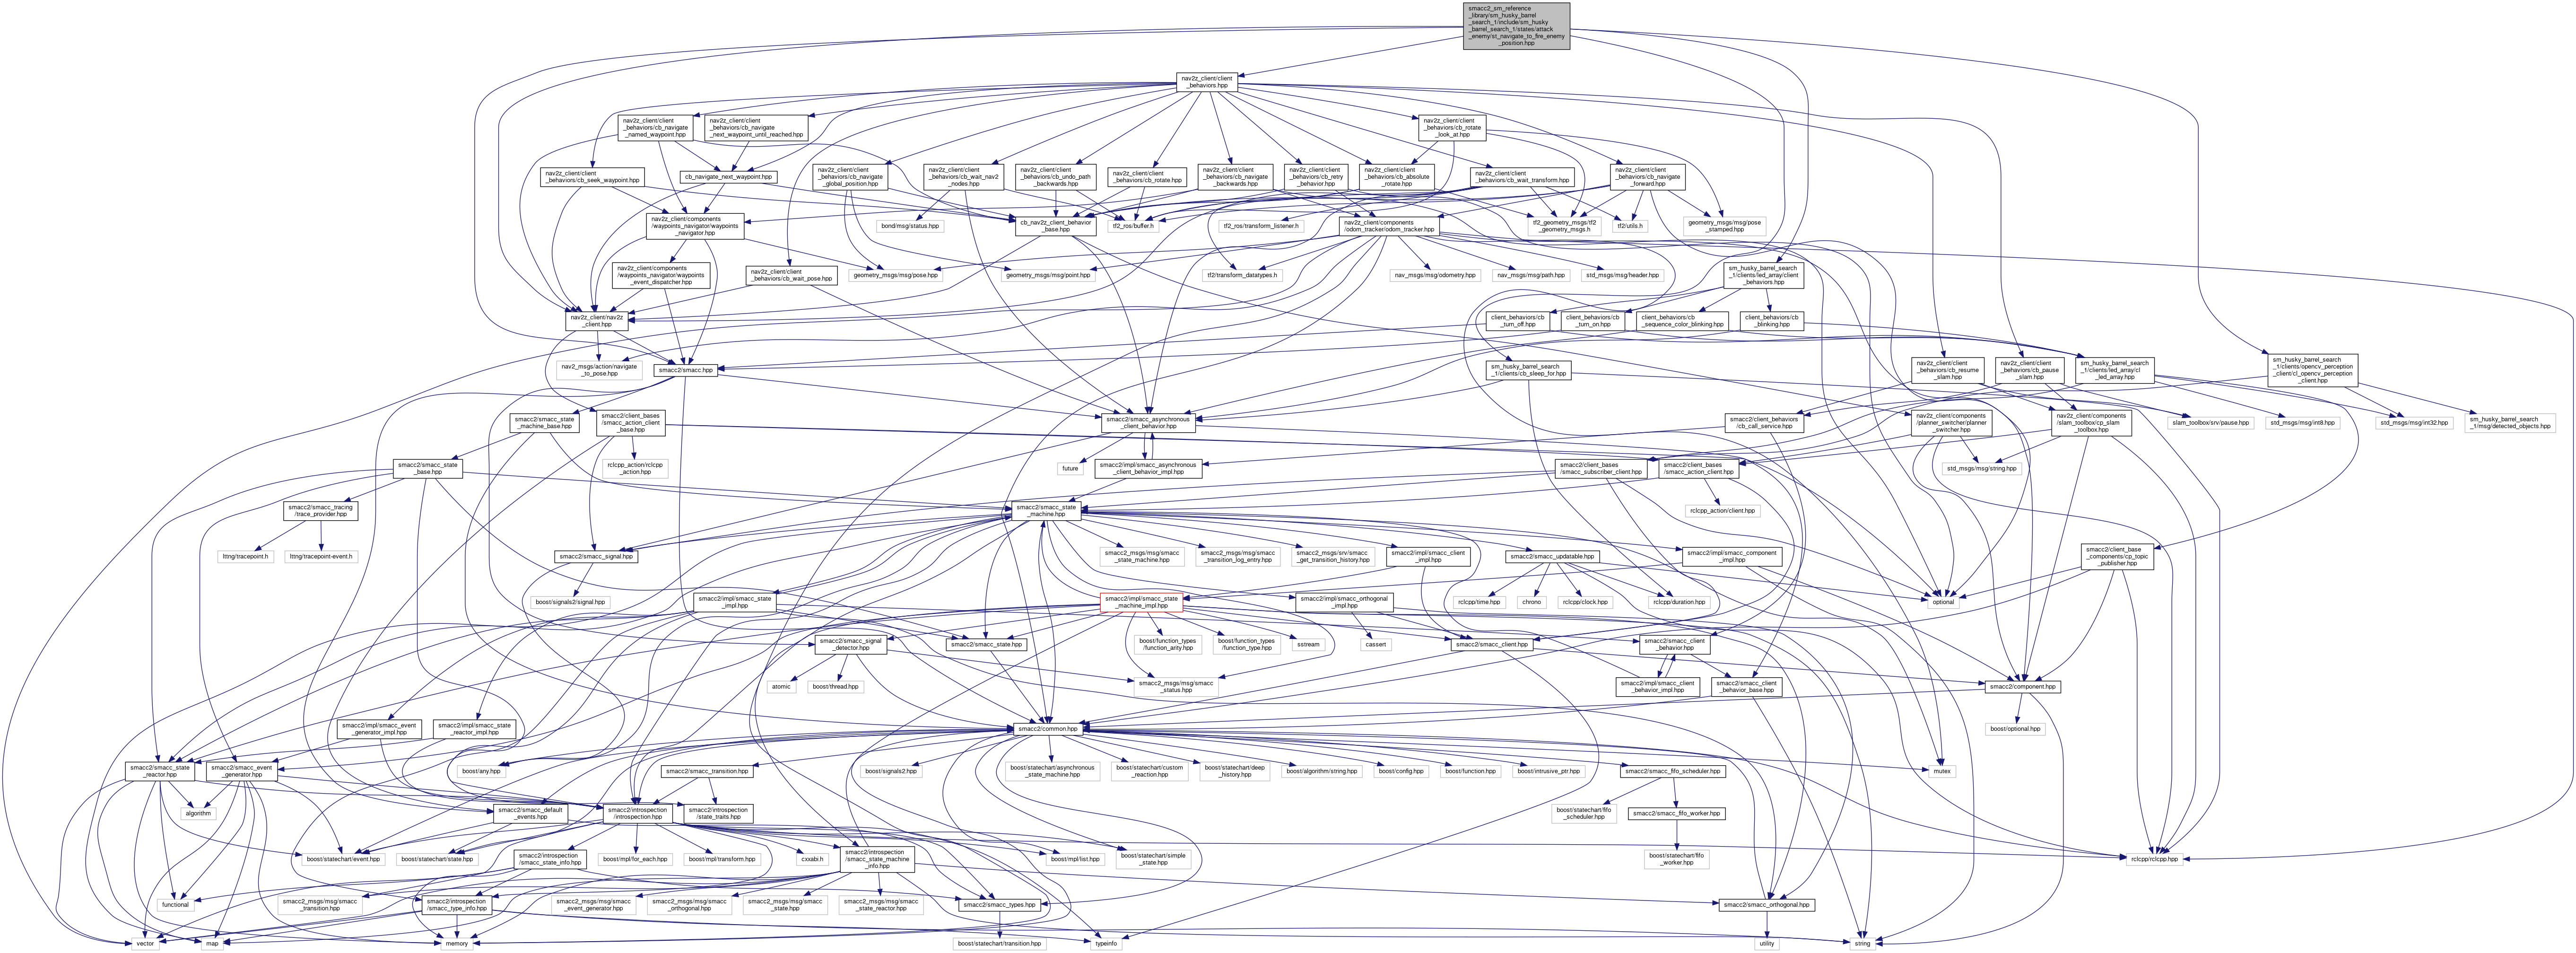 smacc2_sm_reference
_library/sm_husky_barrel
_search_1/include/sm_husky
_barrel_search_1/states/attack
_enemy/st_navigate_to_fire_enemy
_position.hpp
nav2z_client/client
_behaviors.hpp
nav2z_client/client
_behaviors/cb_navigate
_named_waypoint.hpp
nav2z_client/client
_behaviors/cb_navigate
_next_waypoint_until_reached.hpp
nav2z_client/client
_behaviors/cb_rotate
_look_at.hpp
nav2z_client/client
_behaviors/cb_seek_waypoint.hpp
cb_navigate_next_waypoint.hpp
nav2z_client/client
_behaviors/cb_navigate
_global_position.hpp
nav2z_client/client
_behaviors/cb_wait_nav2
_nodes.hpp
nav2z_client/client
_behaviors/cb_undo_path
_backwards.hpp
nav2z_client/client
_behaviors/cb_rotate.hpp
nav2z_client/client
_behaviors/cb_navigate
_backwards.hpp
nav2z_client/client
_behaviors/cb_retry
_behavior.hpp
nav2z_client/client
_behaviors/cb_absolute
_rotate.hpp
nav2z_client/client
_behaviors/cb_wait_transform.hpp
nav2z_client/client
_behaviors/cb_navigate
_forward.hpp
nav2z_client/components
/waypoints_navigator/waypoints
_navigator.hpp
bond/msg/status.hpp
cb_nav2z_client_behavior
_base.hpp
tf2_ros/buffer.h
tf2_ros/transform_listener.h
nav2z_client/components
/odom_tracker/odom_tracker.hpp
tf2_geometry_msgs/tf2
_geometry_msgs.h
tf2/utils.h
geometry_msgs/msg/pose
_stamped.hpp
nav2z_client/components
/waypoints_navigator/waypoints
_event_dispatcher.hpp
nav2z_client/client
_behaviors/cb_wait_pose.hpp
geometry_msgs/msg/pose.hpp
geometry_msgs/msg/point.hpp
tf2/transform_datatypes.h
nav_msgs/msg/odometry.hpp
nav_msgs/msg/path.hpp
std_msgs/msg/header.hpp
sm_husky_barrel_search
_1/clients/led_array/client
_behaviors.hpp
nav2z_client/nav2z
_client.hpp
client_behaviors/cb
_turn_off.hpp
client_behaviors/cb
_turn_on.hpp
client_behaviors/cb
_sequence_color_blinking.hpp
client_behaviors/cb
_blinking.hpp
nav2_msgs/action/navigate
_to_pose.hpp
smacc2/smacc.hpp
sm_husky_barrel_search
_1/clients/cb_sleep_for.hpp
nav2z_client/client
_behaviors/cb_resume
_slam.hpp
nav2z_client/client
_behaviors/cb_pause
_slam.hpp
sm_husky_barrel_search
_1/clients/led_array/cl
_led_array.hpp
sm_husky_barrel_search
_1/clients/opencv_perception
_client/cl_opencv_perception
_client.hpp
smacc2/smacc_state
_machine_base.hpp
smacc2/client_bases
/smacc_action_client
_base.hpp
smacc2/smacc_asynchronous
_client_behavior.hpp
smacc2/client_behaviors
/cb_call_service.hpp
nav2z_client/components
/planner_switcher/planner
_switcher.hpp
nav2z_client/components
/slam_toolbox/cp_slam
_toolbox.hpp
slam_toolbox/srv/pause.hpp
std_msgs/msg/int8.hpp
std_msgs/msg/int32.hpp
sm_husky_barrel_search
_1/msg/detected_objects.hpp
smacc2/smacc_state
_base.hpp
rclcpp_action/rclcpp
_action.hpp
future
smacc2/impl/smacc_asynchronous
_client_behavior_impl.hpp
smacc2/client_bases
/smacc_subscriber_client.hpp
smacc2/client_bases
/smacc_action_client.hpp
std_msgs/msg/string.hpp
smacc2/smacc_tracing
/trace_provider.hpp
smacc2/smacc_state
_machine.hpp
rclcpp_action/client.hpp
lttng/tracepoint.h
lttng/tracepoint-event.h
smacc2/smacc_signal.hpp
smacc2_msgs/msg/smacc
_state_machine.hpp
smacc2_msgs/msg/smacc
_transition_log_entry.hpp
smacc2_msgs/srv/smacc
_get_transition_history.hpp
smacc2/impl/smacc_client
_impl.hpp
smacc2/smacc_updatable.hpp
smacc2/impl/smacc_component
_impl.hpp
smacc2/client_base
_components/cp_topic
_publisher.hpp
boost/signals2/signal.hpp
smacc2/impl/smacc_state
_impl.hpp
smacc2/impl/smacc_state
_machine_impl.hpp
smacc2/impl/smacc_orthogonal
_impl.hpp
rclcpp/time.hpp
chrono
rclcpp/clock.hpp
rclcpp/duration.hpp
optional
smacc2/smacc_signal
_detector.hpp
smacc2/smacc_state.hpp
boost/function_types
/function_arity.hpp
boost/function_types
/function_type.hpp
sstream
cassert
smacc2/smacc_client.hpp
smacc2/smacc_client
_behavior.hpp
atomic
boost/thread.hpp
smacc2_msgs/msg/smacc
_status.hpp
smacc2/impl/smacc_client
_behavior_impl.hpp
smacc2/smacc_client
_behavior_base.hpp
smacc2/component.hpp
smacc2/impl/smacc_event
_generator_impl.hpp
smacc2/impl/smacc_state
_reactor_impl.hpp
smacc2/common.hpp
boost/optional.hpp
smacc2/smacc_state
_reactor.hpp
smacc2/smacc_event
_generator.hpp
boost/any.hpp
smacc2/smacc_transition.hpp
boost/signals2.hpp
boost/statechart/asynchronous
_state_machine.hpp
boost/statechart/custom
_reaction.hpp
boost/statechart/deep
_history.hpp
boost/algorithm/string.hpp
boost/config.hpp
boost/function.hpp
boost/intrusive_ptr.hpp
smacc2/smacc_fifo_scheduler.hpp
mutex
algorithm
smacc2/smacc_default
_events.hpp
smacc2/introspection
/introspection.hpp
smacc2/introspection
/state_traits.hpp
boost/statechart/fifo
_scheduler.hpp
smacc2/smacc_fifo_worker.hpp
boost/statechart/event.hpp
boost/statechart/state.hpp
smacc2/introspection
/smacc_state_info.hpp
boost/mpl/for_each.hpp
boost/mpl/transform.hpp
cxxabi.h
smacc2/introspection
/smacc_state_machine
_info.hpp
boost/mpl/list.hpp
boost/statechart/simple
_state.hpp
boost/statechart/fifo
_worker.hpp
rclcpp/rclcpp.hpp
functional
smacc2_msgs/msg/smacc
_transition.hpp
smacc2/introspection
/smacc_type_info.hpp
smacc2_msgs/msg/smacc
_event_generator.hpp
smacc2_msgs/msg/smacc
_orthogonal.hpp
smacc2_msgs/msg/smacc
_state.hpp
smacc2_msgs/msg/smacc
_state_reactor.hpp
smacc2/smacc_types.hpp
smacc2/smacc_orthogonal.hpp
vector
map
memory
boost/statechart/transition.hpp
typeinfo
utility
string